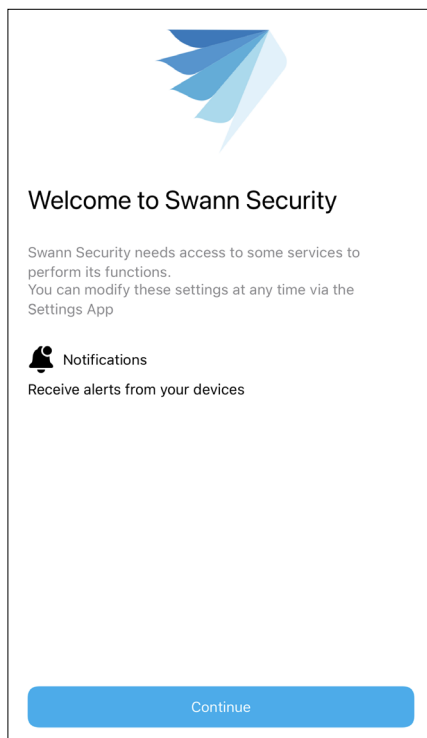 Welcome to Swann Security
Swann Security needs access to some services to
perform its functions.
You can modify these settings at any time via the
Settings App
Notifications
Receive alerts from your devices
Continue